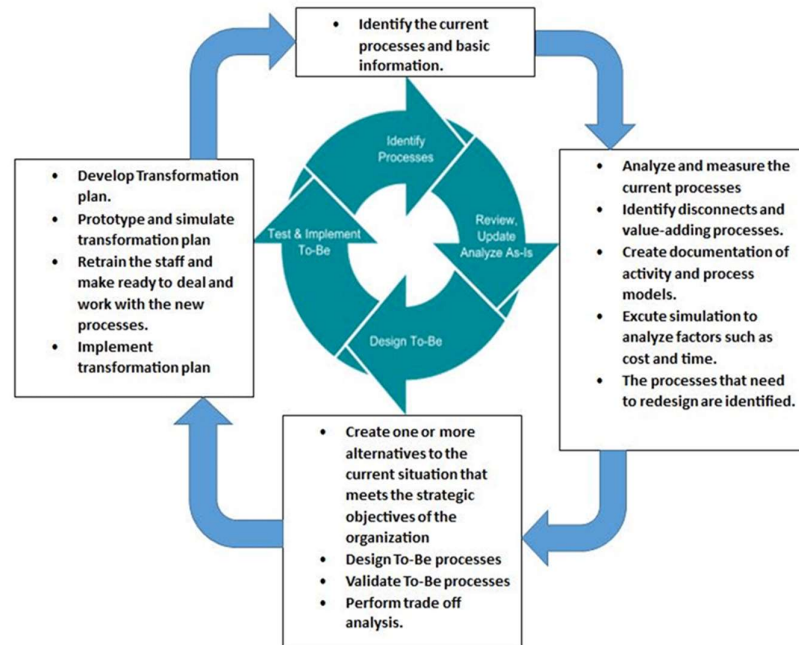 • Identify the current
processes and basic
information.
Identify
Processes
• Analyze and measure the
current processes
• Identify disconnects and
value-adding processes.
• Create documentation of
activity and process
models.
• Excute simulation to
analyze factors such as
cost and time.
• The processes that need
to redesign are identified.
Review,
Update
Analyze As-Is
• Develop Transformation
plan.
• Prototype and simulate
transformation plan
• Retrain the staff and
make ready to deal and
work with the new
processes.
• Implement
transformation plan
Test & Implement
To-Be
Design To-Be
• Create one or more
alternatives to the
current situation that
meets the strategic
objectives of the
organization
• Design To-Be processes
• Validate To-Be processes
• Perform trade off
analysis.